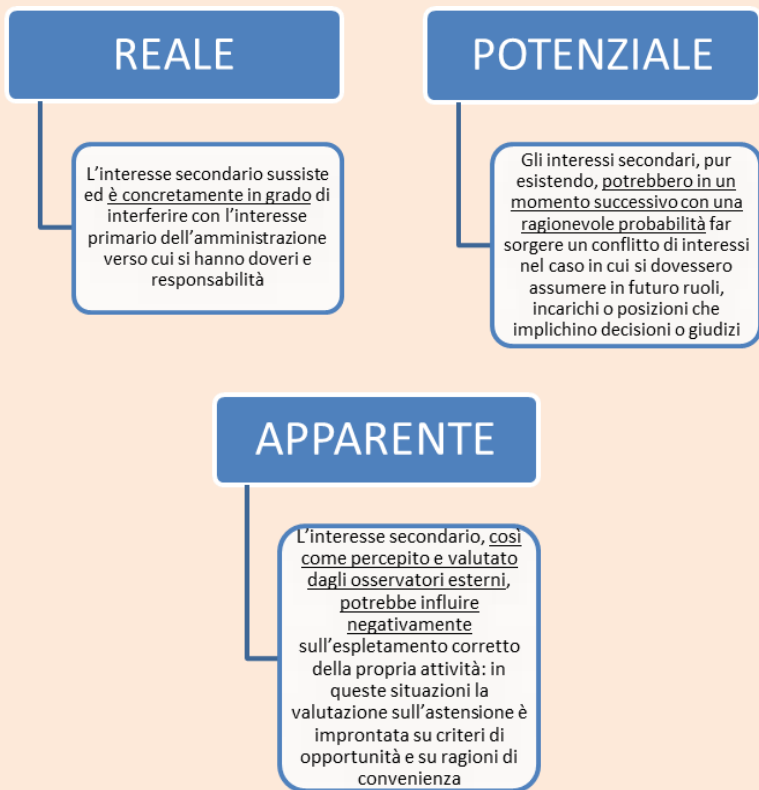 REALE
L’interesse secondario sussiste
ed è concretamente in grado di
interferire con l’interesse
primario dell’amministrazione
verso cui si hanno doveri e
responsabilità
POTENZIALE
Gli interessi secondari, pur
esistendo, potrebbero in un
momento successivo con una
ragionevole probabilità far
sorgere un conflitto di interessi
nel caso in cui si dovessero
assumere in futuro ruoli,
incarichi o posizioni che
implichino decisioni o giudizi
APPARENTE
L’interesse secondario, così
come percepito e valutato
dagli osservatori esterni,
potrebbe influire
negativamente
sull’espletamento corretto
della propria attività: in
queste situazioni la
valutazione sull’astensione è
improntata su criteri di
opportunità e su ragioni di
convenienza